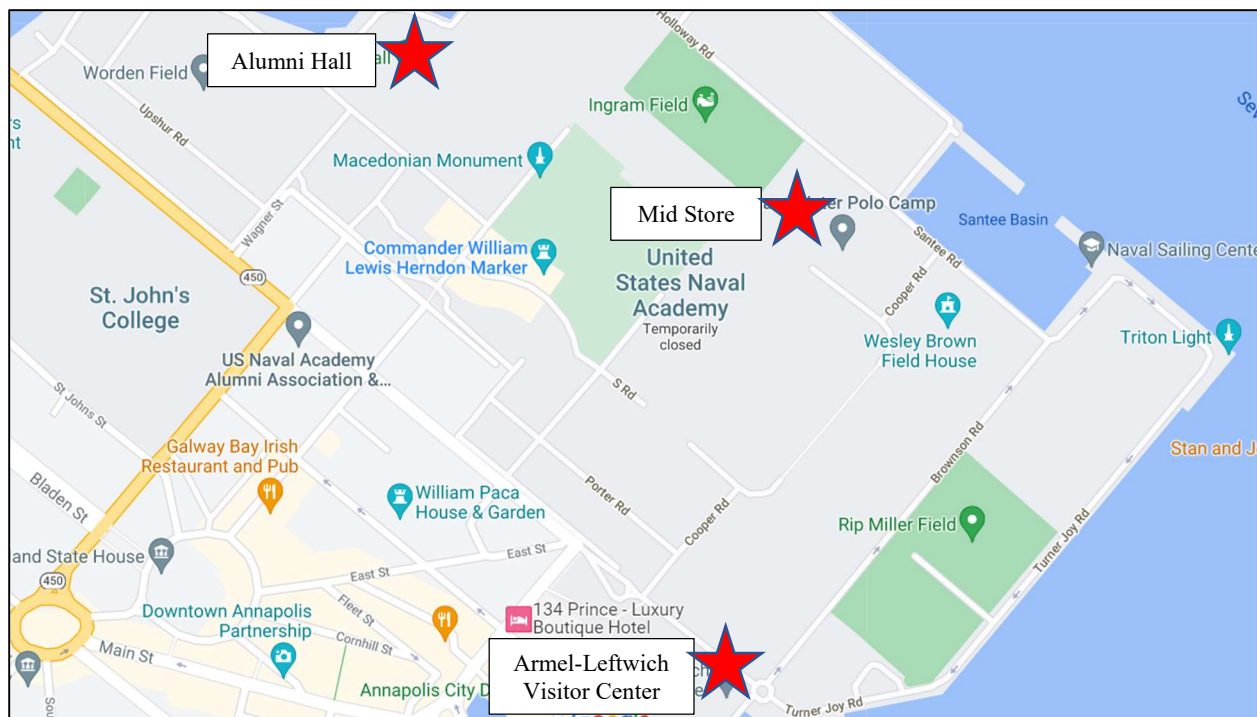 Holloway Rd
Alumni Hall
all
Worden Field
Upshur Rd
Ingram Field
Macedonian Monument
Mid Store
Polo Camp
Santee Basin
Santee Rd
Naval Sailing Center
Wagner St
Commander William
Lewis Herndon Marker
United
States Naval
Academy
Temporarily
closed
Cooper Rd
450
St. John's
College
Wesley Brown
Field House
Triton Light
US Naval Academy
Alumni Association &...
S Rd
St Johns St
Galway Bay Irish
Restaurant and Pub
Brownson Rd
Stan and
Bladen St
William Paca
House & Garden
Porter Rd
Cooper Rd
Rip Miller Field
Turner Joy Rd
and State House
East St
450
East St
Downtown Annapolis
Partnership
Fleet St
Cornhill St
134 Prince - Luxury
Boutique Hotel
Main St
Armel-Leftwich
Visitor Center
Annapolis City
Turner Joy Rd